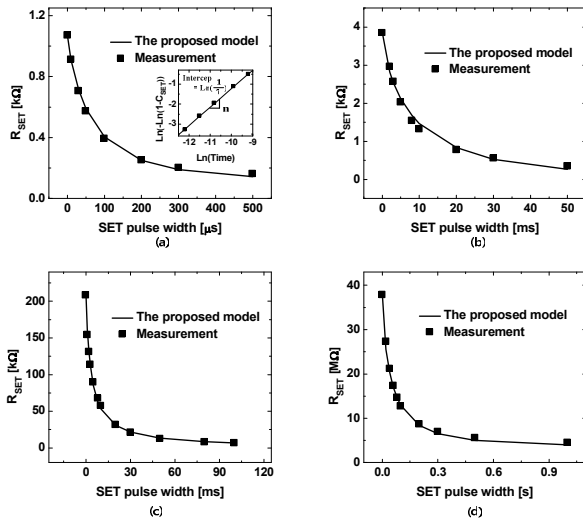 (a)
1.2
0.8
0.4
0.0
R_SET [kΩ]
The proposed model
Measurement
Ln(-Ln(1-C_SET))
-1
-2
-3
Intercep
= Ln(1/τ)
n
-12 -11 -10 -9
Ln(Time)
0 100 200 300 400 500
SET pulse width [μs]
(a)
(b)
4
3
2
1
0
R_SET [kΩ]
The proposed model
Measurement
0 10 20 30 40 50
SET pulse width [ms]
(b)
(c)
200
150
100
50
0
R_SET [kΩ]
The proposed model
Measurement
0 30 60 90 120
SET pulse width [ms]
(c)
(d)
40
30
20
10
0
R_SET [MΩ]
The proposed model
Measurement
0.0 0.3 0.6 0.9
SET pulse width [s]
(d)